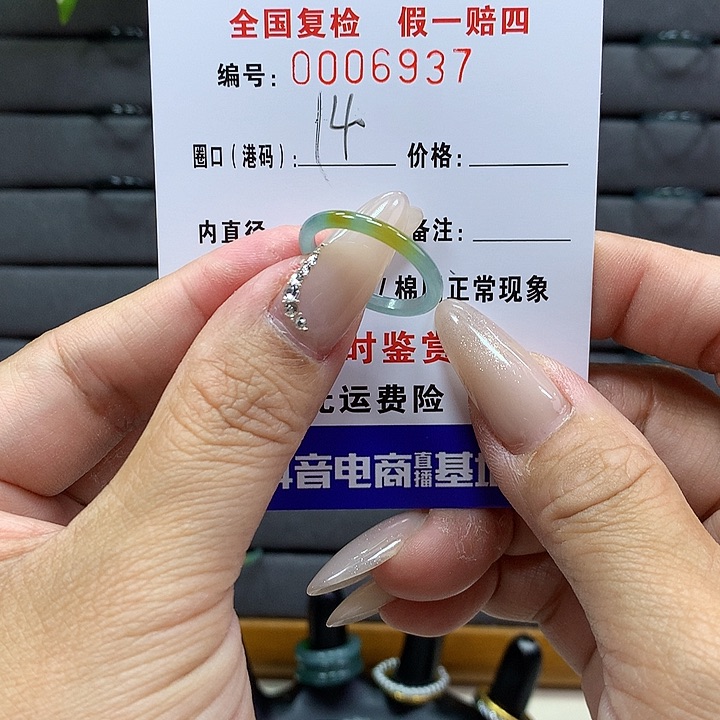 全国复检 假一赔四
编号: 0006937
圈口(港码): 14 价格:
内直径 备注:
/棉 正常现象
时鉴赏
运费险
音电商直播基地